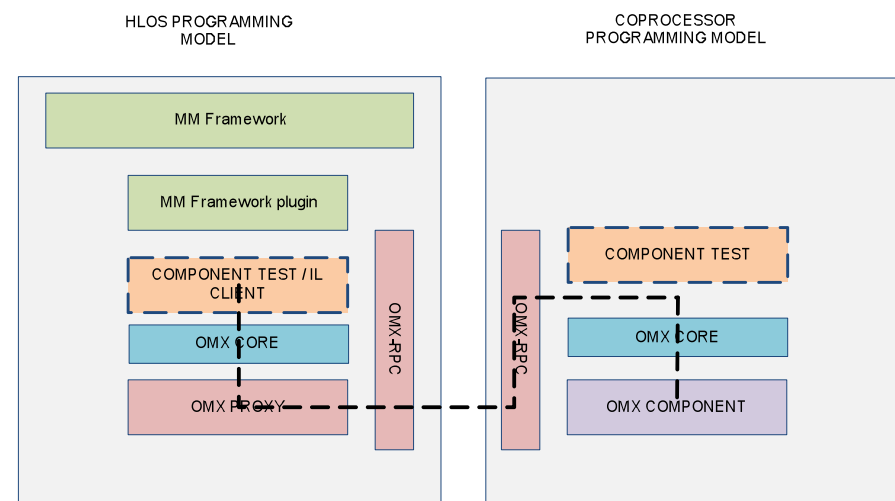 HLOS PROGRAMMING
MODEL
COPROCESSOR
PROGRAMMING MODEL
MM Framework
MM Framework plugin
COMPONENT TEST / IL
CLIENT
OMX CORE
OMX PROXY
OMX-RPC
OMX-RPC
COMPONENT TEST
OMX CORE
OMX COMPONENT